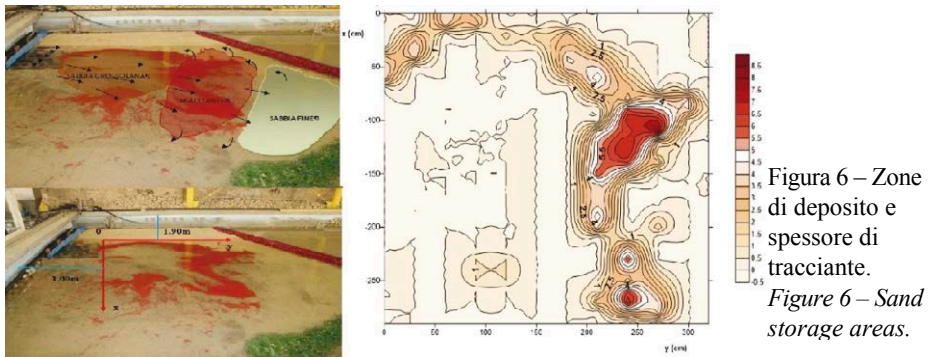 SABBIA FINE
0
1.90m
y
x
x (cm)
0
-50
-100
-150
-200
-250
0
50
100
150
200
250
300
y (cm)
8.5
8
7.5
7
6.5
6
5.5
5
4.5
4
3.5
3
2.5
2
1.5
1
0.5
0
-0.5
Figura 6 – Zone
di deposito e
spessore di
tracciante.
Figure 6 – Sand
storage areas.